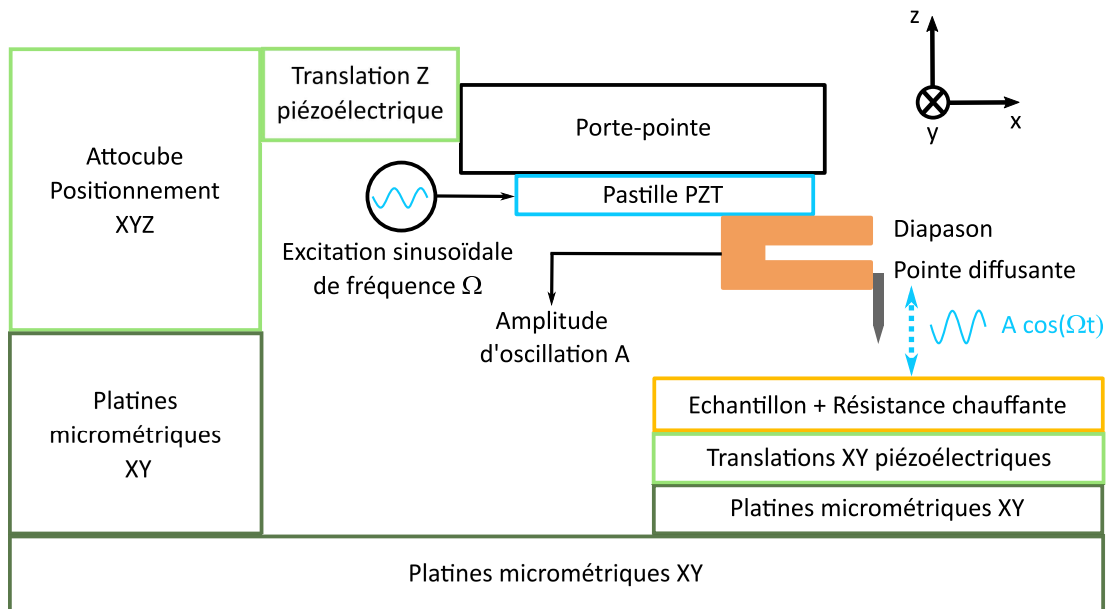 z
x
y
Translation Z
piézoélectrique
Porte-pointe
Attocube
Positionnement
XYZ
Pastille PZT
Excitation sinusoïdale
de fréquence Ω
Diapason
Pointe diffusante
Amplitude
d'oscillation A
A cos(Ωt)
Platines
micrométriques
XY
Echantillon + Résistance chauffante
Translations XY piézoélectriques
Platines micrométriques XY
Platines micrométriques XY